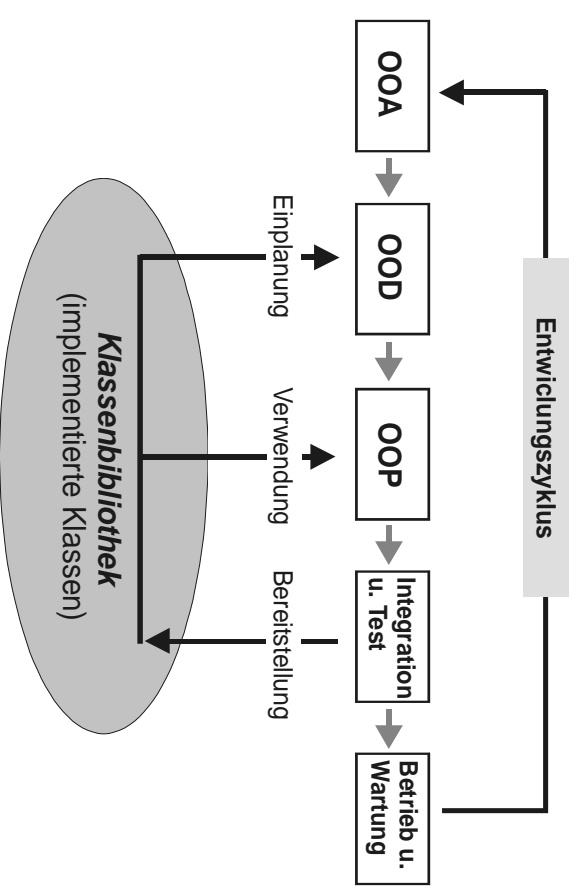 Entwiclungszyklus
OOA
OOD
OOP
Integration
u. Test
Betrieb u.
Wartung
Einplanung
Verwendung
Bereitstellung
Klassenbibliothek
(implementierte Klassen)